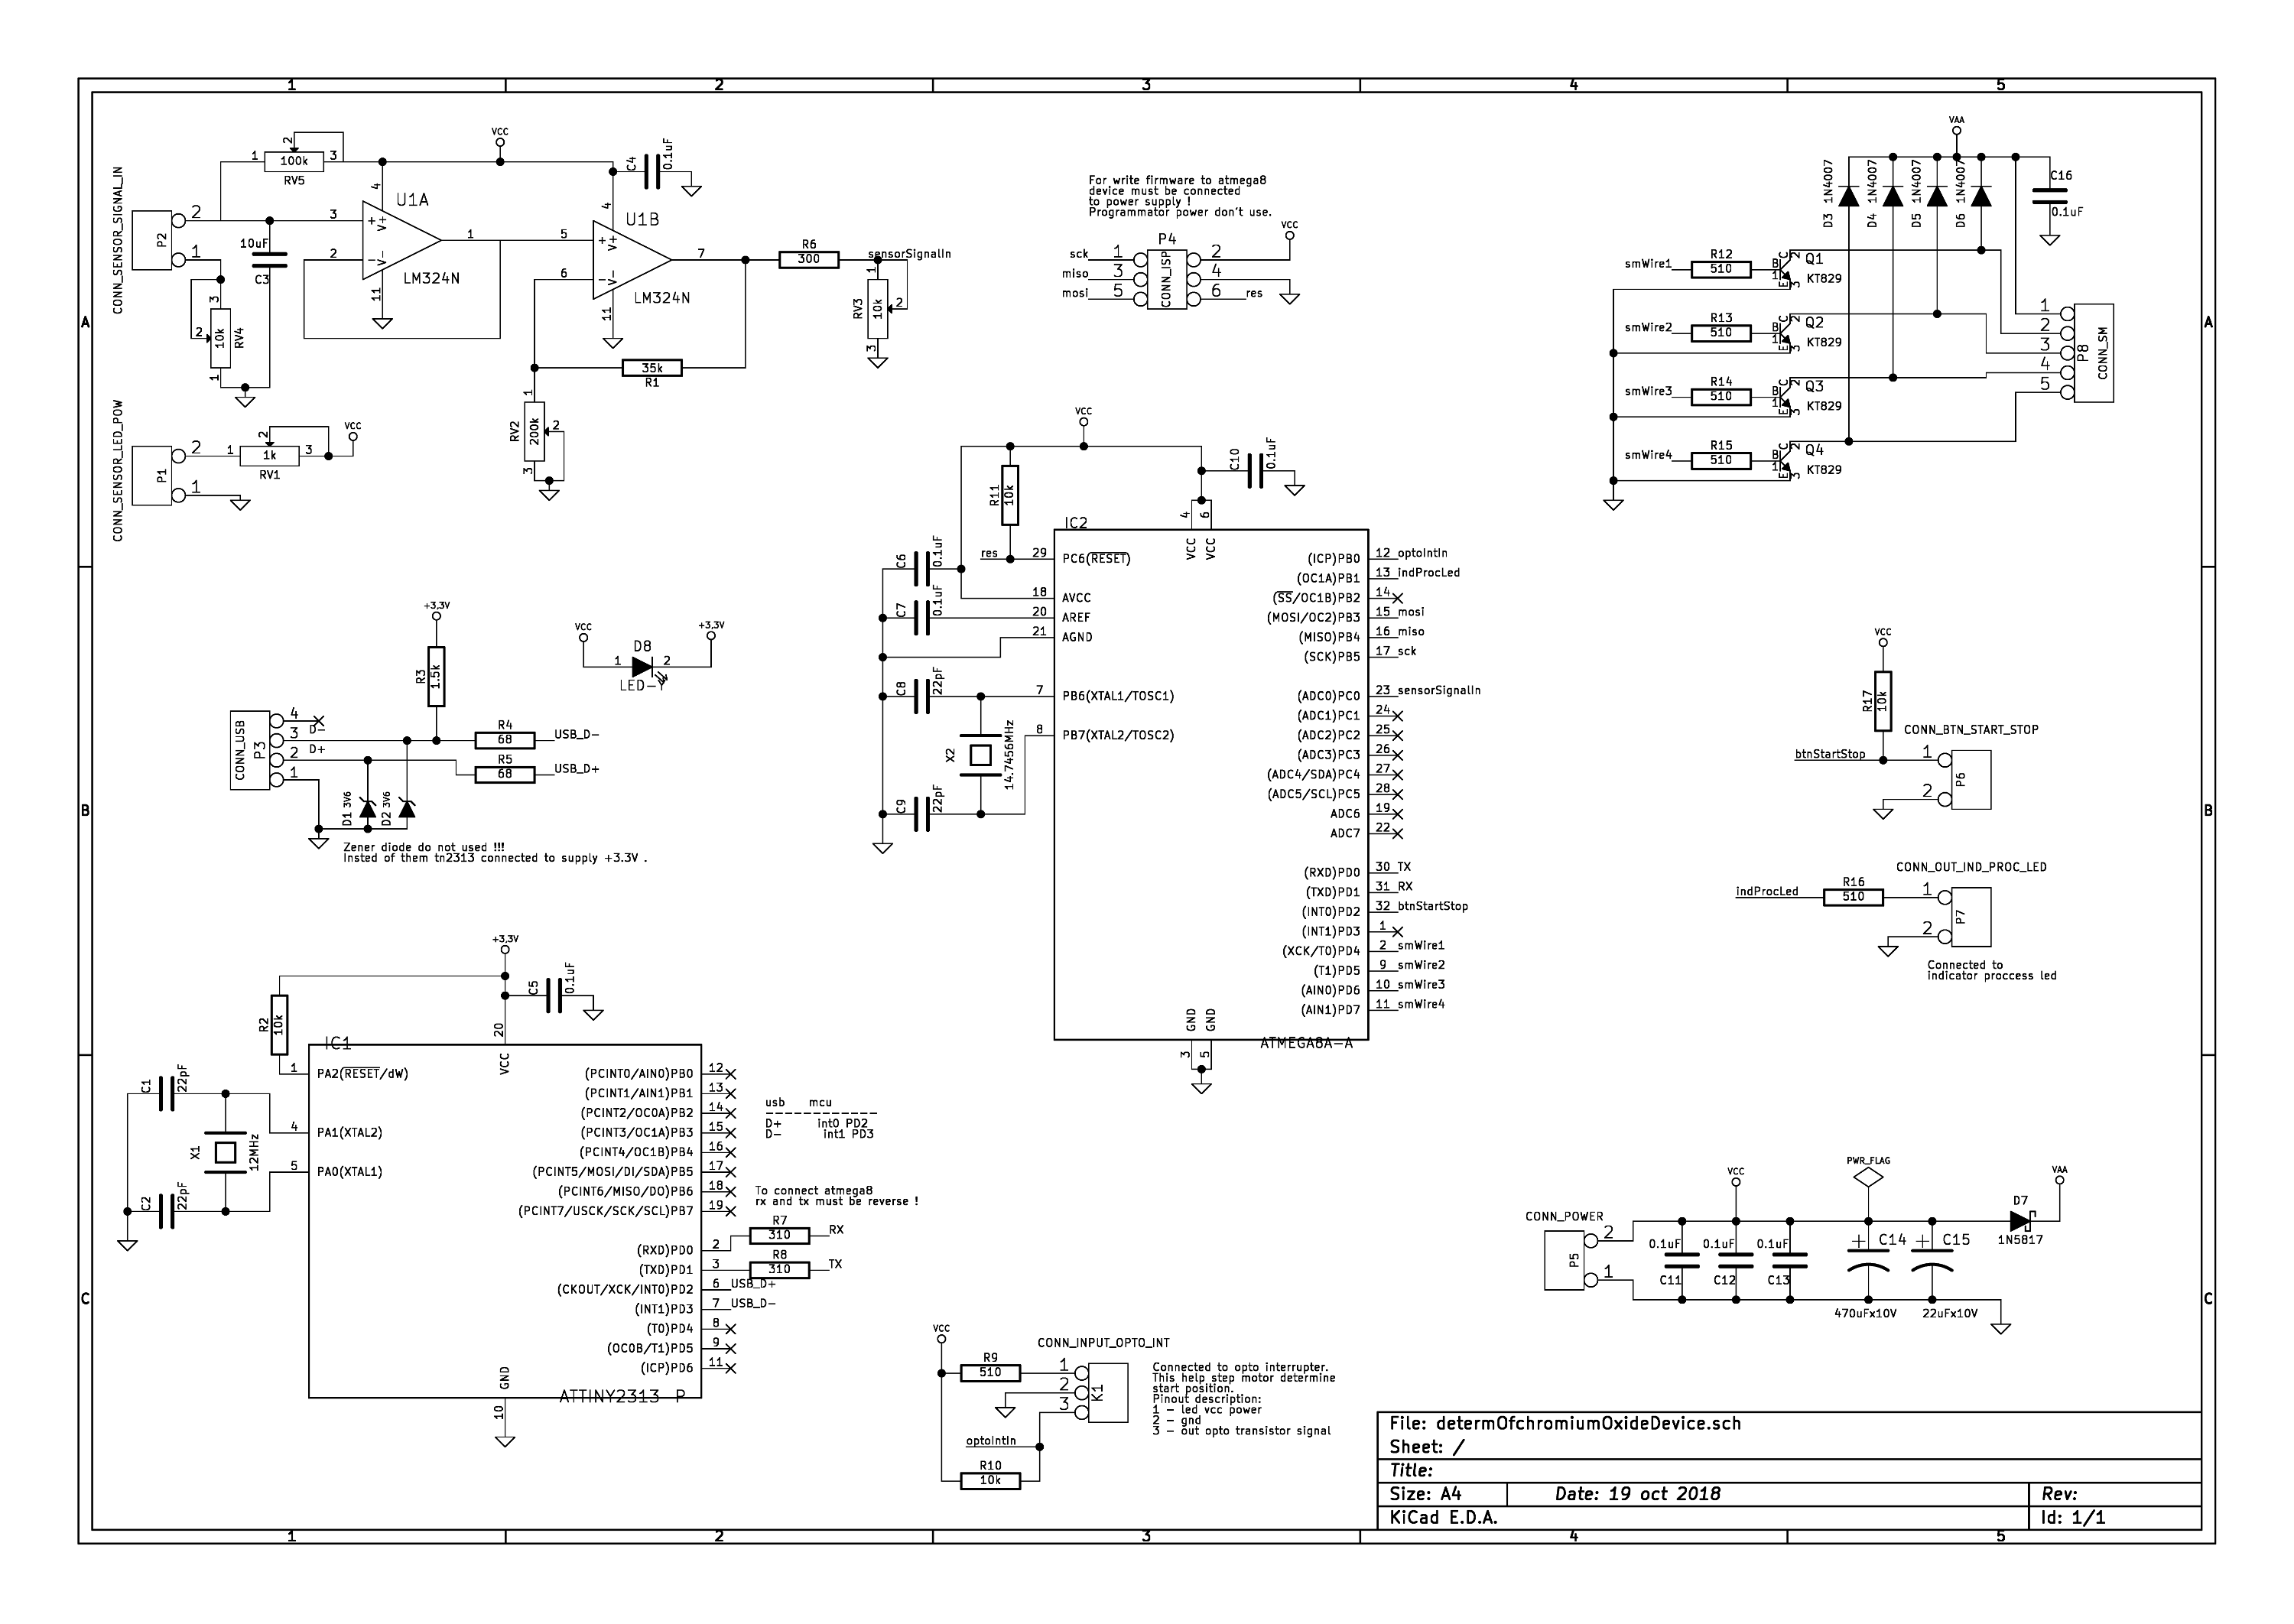 1 2 3 4 5
A
B
C
CONN_SENSOR_SIGNAL_IN
P2
2
1
1 2 3
100k
RV5
10uF
C3
3 2 1
10k
RV4
VCC
4
U1A
3
2
1
11
V+
V-
LM324N
C4 0.1uF
4
U1B
5
6
7
11
V+
V-
LM324N
R6
300
sensorSignalIn
RV3 10k
1 2 3
35k
R1
RV2 200k
1 2 3
CONN_SENSOR_LED_POW
P1
2
1
1 2 3
1k
RV1
VCC
For write firmware to atmega8
device must be connected
to power supply !
Programmator power don't use.
VCC
P4
CONN_ISP
sck 1 2
miso 3 4
mosi 5 6 res
VAA
D3 1N4007
D4 1N4007
D5 1N4007
D6 1N4007
C16
0.1uF
smWire1 R12 510 B C E 1 2 3 Q1 KT829
smWire2 R13 510 B C E 1 2 3 Q2 KT829
smWire3 R14 510 B C E 1 2 3 Q3 KT829
smWire4 R15 510 B C E 1 2 3 Q4 KT829
1
2
3
4
5
P8
CONN_SM
+3,3V
R3 1.5k
VCC
D8
1 2
LED-Y
+3,3V
CONN_USB
P3
4
3 D-
2 D+
1
R4
68
USB_D-
R5
68
USB_D+
D1 3V6
D2 3V6
Zener diode do not used !!!
Insted of them tn2313 connected to supply +3.3V .
VCC
R11 10k
C10 0.1uF
4 6
VCC VCC
IC2
res 29 PC6(RESET)
C6 0.1uF
C7 0.1uF
18 AVCC
20 AREF
21 AGND
C8 22pF
7 PB6(XTAL1/TOSC1)
8 PB7(XTAL2/TOSC2)
X2
14.7456MHz
C9 22pF
(ICP)PB0 12 optoIntIn
(OC1A)PB1 13 indProcLed
(SS/OC1B)PB2 14
(MOSI/OC2)PB3 15 mosi
(MISO)PB4 16 miso
(SCK)PB5 17 sck
(ADC0)PC0 23 sensorSignalIn
(ADC1)PC1 24
(ADC2)PC2 25
(ADC3)PC3 26
(ADC4/SDA)PC4 27
(ADC5/SCL)PC5 28
ADC6 19
ADC7 22
(RXD)PD0 30 TX
(TXD)PD1 31 RX
(INT0)PD2 32 btnStartStop
(INT1)PD3 1
(XCK/T0)PD4 2 smWire1
(T1)PD5 9 smWire2
(AIN0)PD6 10 smWire3
(AIN1)PD7 11 smWire4
GND GND
3 5
ATMEGA8A-A
VCC
R17 10k
CONN_BTN_START_STOP
btnStartStop
1
2
P6
CONN_OUT_IND_PROC_LED
indProcLed
R16
510
1
2
P7
Connected to
indicator proccess led
+3,3V
C5 0.1uF
R2 10k
20
VCC
IC1
1 PA2(RESET/dW)
C1 22pF
X1
12MHz
4 PA1(XTAL2)
5 PA0(XTAL1)
C2 22pF
(PCINT0/AIN0)PB0 12
(PCINT1/AIN1)PB1 13
(PCINT2/OC0A)PB2 14
(PCINT3/OC1A)PB3 15
(PCINT4/OC1B)PB4 16
(PCINT5/MOSI/DI/SDA)PB5 17
(PCINT6/MISO/DO)PB6 18
(PCINT7/USCK/SCK/SCL)PB7 19
(RXD)PD0 2
(TXD)PD1 3
(CKOUT/XCK/INT0)PD2 6 USB_D+
(INT1)PD3 7 USB_D-
(T0)PD4 8
(OC0B/T1)PD5 9
(ICP)PD6 11
GND
10
ATTINY2313-P
usb mcu
------------
D+ int0 PD2
D- int1 PD3
To connect atmega8
rx and tx must be reverse !
R7
310
RX
R8
310
TX
VCC
CONN_INPUT_OPTO_INT
R9
510
1
2
3
K1
optoIntIn
R10
10k
Connected to opto interrupter.
This help step motor determine
start position.
Pinout description:
1 - led vcc power
2 - gnd
3 - out opto transistor signal
CONN_POWER
P5
2
1
VCC
PWR_FLAG
VAA
0.1uF
C11
0.1uF
C12
0.1uF
C13
C14
470uFx10V
C15
22uFx10V
D7
1N5817
File: determOfchromiumOxideDevice.sch
Sheet: /
Title:
Size: A4 Date: 19 oct 2018 Rev:
KiCad E.D.A. Id: 1/1
A
B
C
1 2 3 4 5